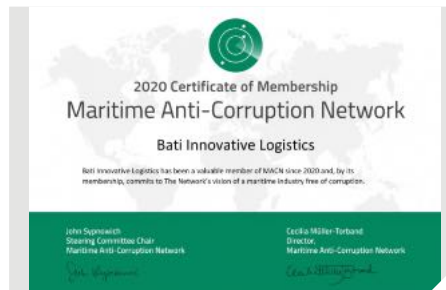 2020 Certificate of Membership
Maritime Anti-Corruption Network
Bati Innovative Logistics
Bati Innovative Logistics has been a valuable member of MACN since 2020 and, by its
membership, commits to The Network's vision of a maritime industry free of corruption.
John Sypnowich
Steering Committee Chair
Maritime Anti-Corruption Network
Cecilia Müller-Torbrand
Director,
Maritime Anti-Corruption Network